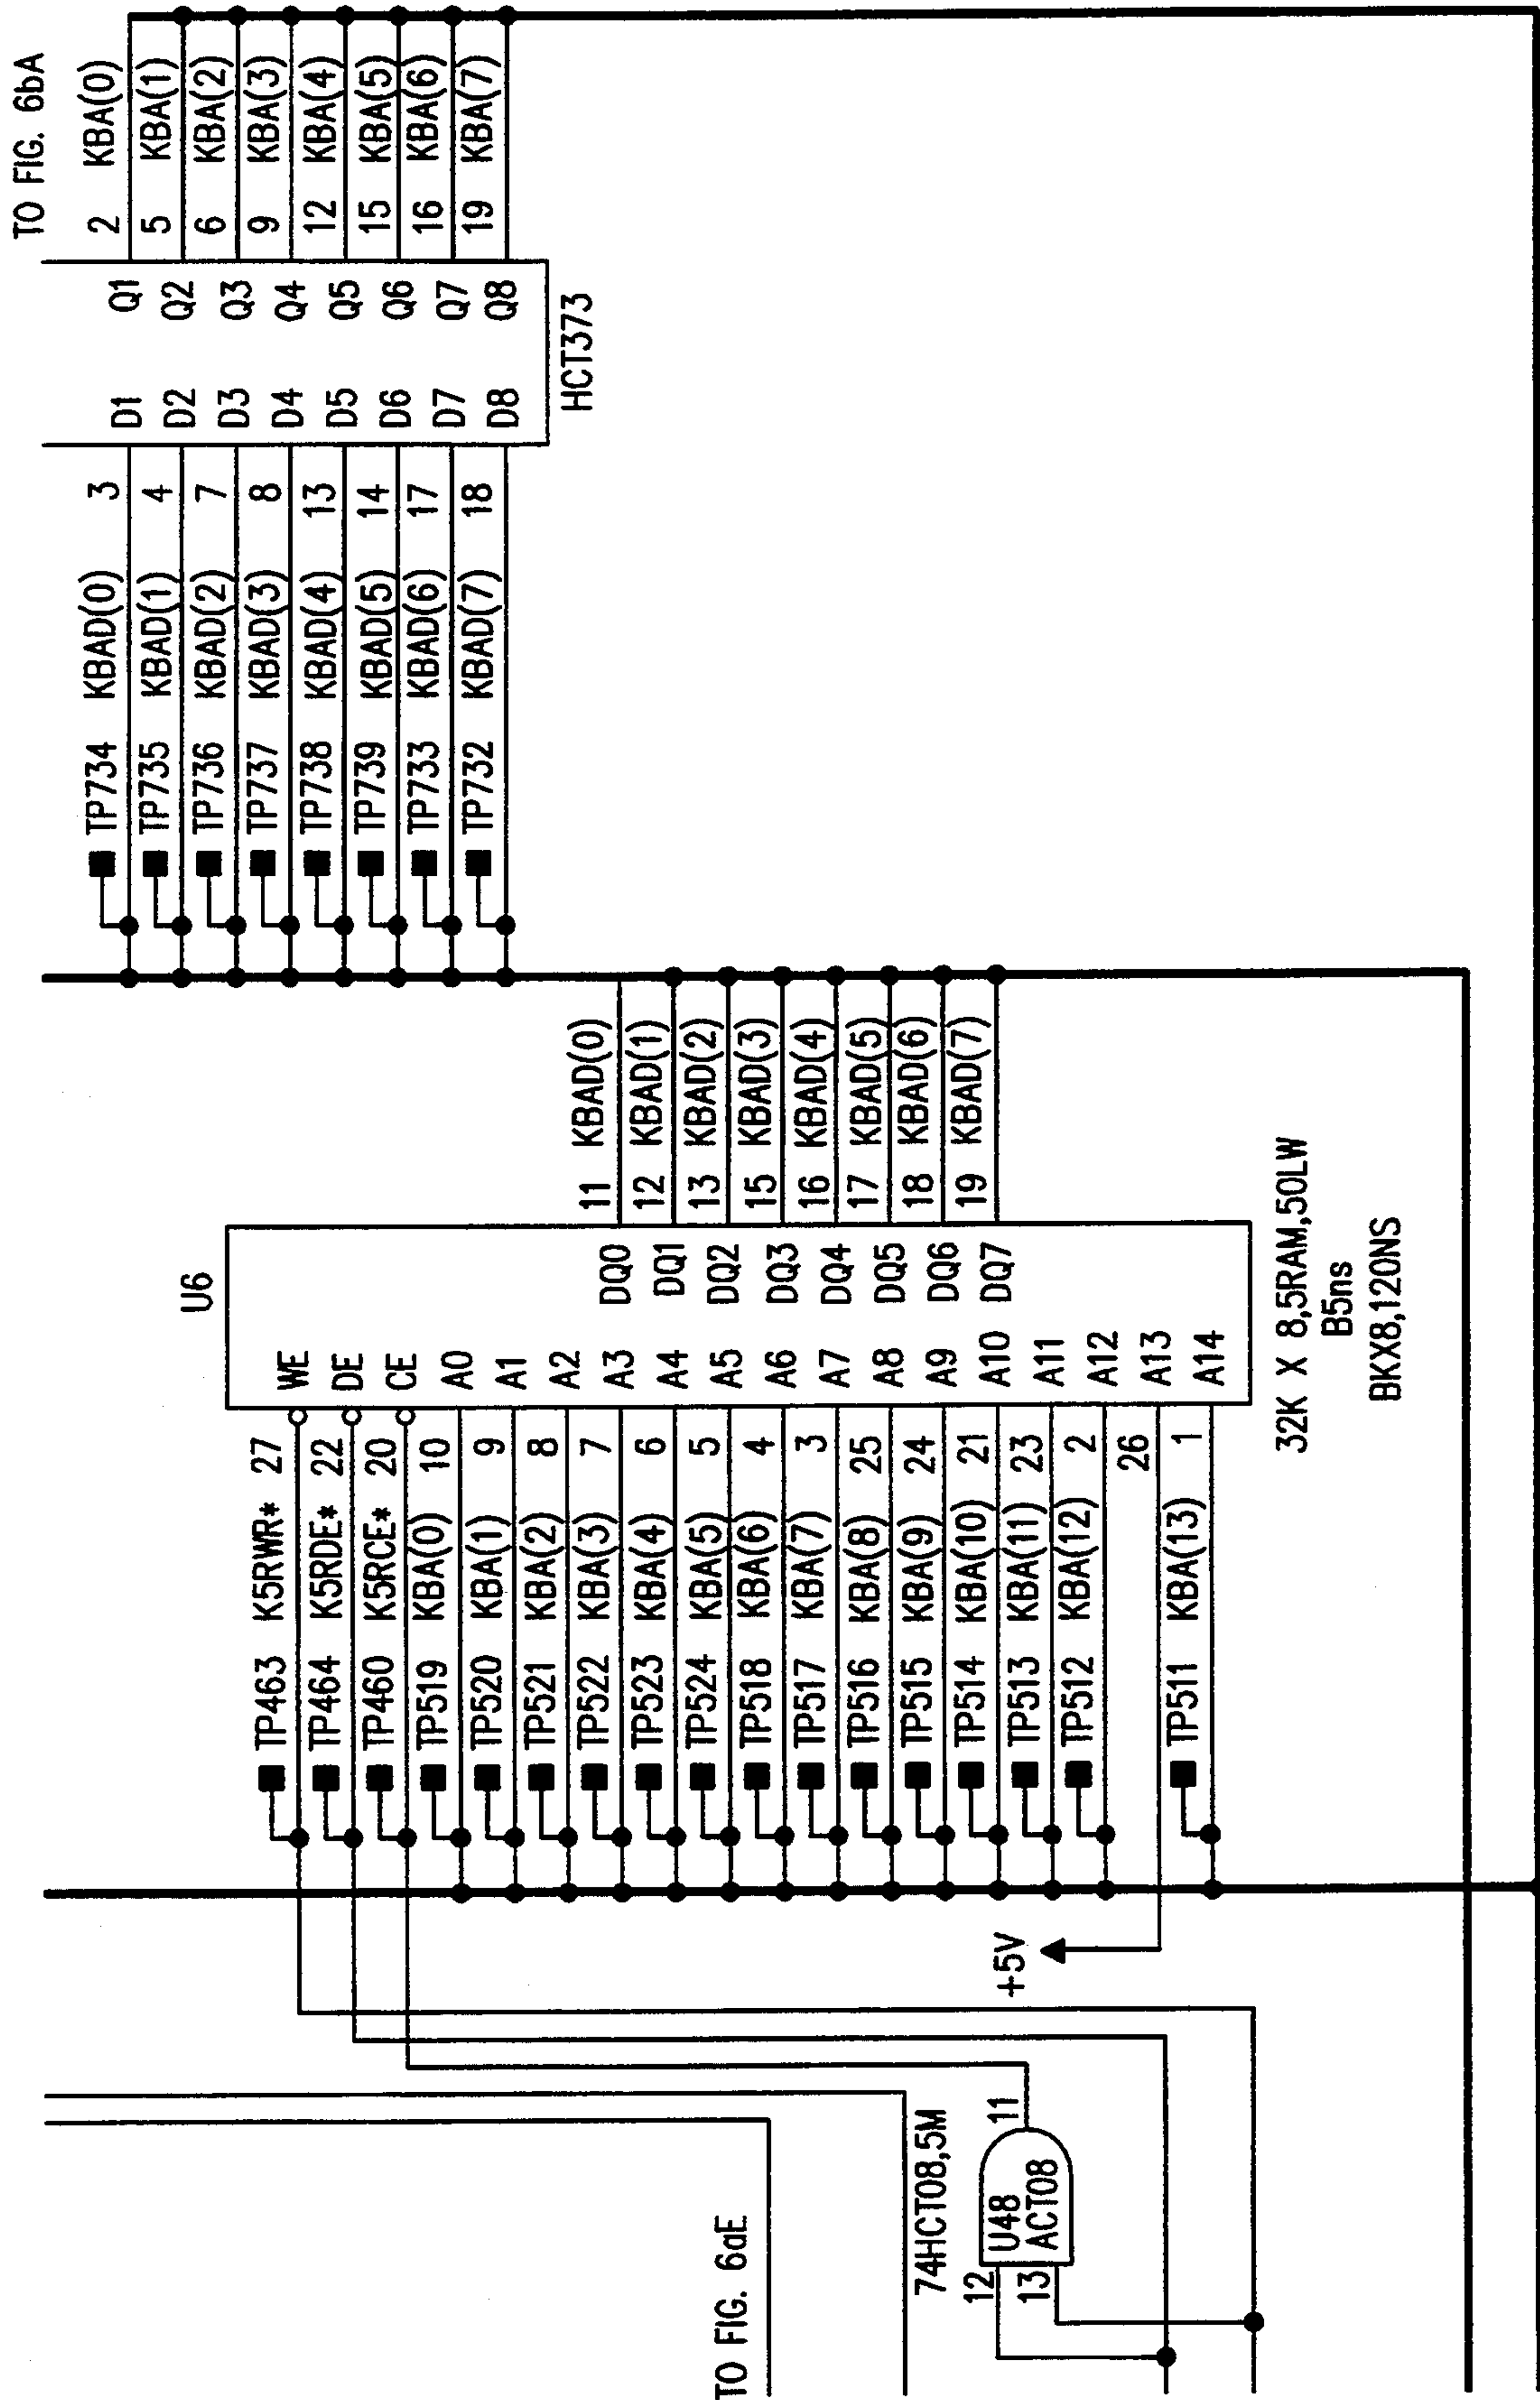 TO FIG. 6bA
TP734 KBAD(0) 3 D1 Q1 2 KBA(0)
TP735 KBAD(1) 4 D2 Q2 5 KBA(1)
TP736 KBAD(2) 7 D3 Q3 6 KBA(2)
TP737 KBAD(3) 8 D4 Q4 9 KBA(3)
TP738 KBAD(4) 13 D5 Q5 12 KBA(4)
TP739 KBAD(5) 14 D6 Q6 15 KBA(5)
TP733 KBAD(6) 17 D7 Q7 16 KBA(6)
TP732 KBAD(7) 18 D8 Q8 19 KBA(7)
HCT373
U6
TP463 K5RWR* 27 WE
TP464 K5RDE* 22 DE
TP460 K5RCE* 20 CE
TP519 KBA(0) 10 A0
TP520 KBA(1) 9 A1
TP521 KBA(2) 8 A2
TP522 KBA(3) 7 A3 DQ0 11 KBAD(0)
TP523 KBA(4) 6 A4 DQ1 12 KBAD(1)
TP524 KBA(5) 5 A5 DQ2 13 KBAD(2)
TP518 KBA(6) 4 A6 DQ3 15 KBAD(3)
TP517 KBA(7) 3 A7 DQ4 16 KBAD(4)
TP516 KBA(8) 25 A8 DQ5 17 KBAD(5)
TP515 KBA(9) 24 A9 DQ6 18 KBAD(6)
TP514 KBA(10) 21 A10 DQ7 19 KBAD(7)
TP513 KBA(11) 23 A11
TP512 KBA(12) 2 A12
+5V 26 A13
TP511 KBA(13) 1 A14
32K X 8,5RAM,50LW
B5ns
BKX8,120NS
TO FIG. 6aE
74HCT08,5M
12 U48 11
13 ACT08